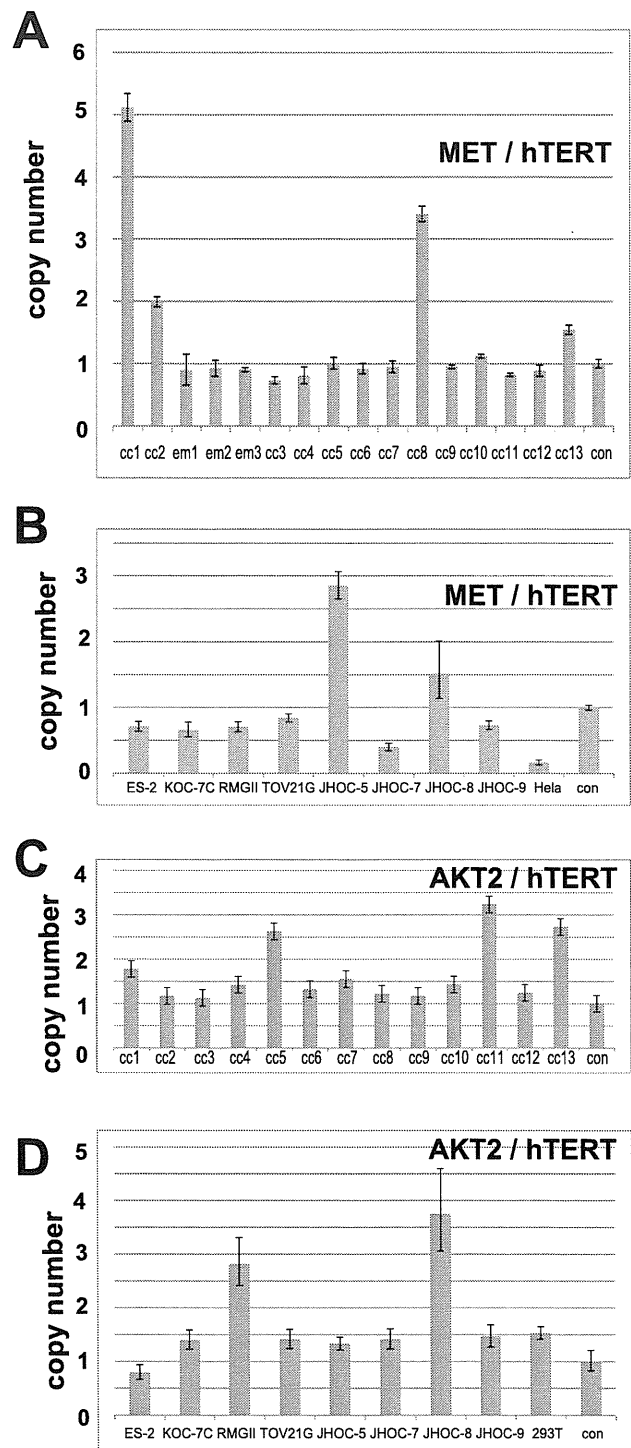 A
MET / hTERT
copy number
6
5
4
3
2
1
0
cc1 cc2 em1 em2 em3 cc3 cc4 cc5 cc6 cc7 cc8 cc9 cc10 cc11 cc12 cc13 con
B
MET / hTERT
copy number
3
2
1
0
ES-2 KOC-7C RMGII TOV21G JHOC-5 JHOC-7 JHOC-8 JHOC-9 Hela con
C
AKT2 / hTERT
copy number
4
3
2
1
0
cc1 cc2 cc3 cc4 cc5 cc6 cc7 cc8 cc9 cc10 cc11 cc12 cc13 con
D
AKT2 / hTERT
copy number
5
4
3
2
1
0
ES-2 KOC-7C RMGII TOV21G JHOC-5 JHOC-7 JHOC-8 JHOC-9 293T con